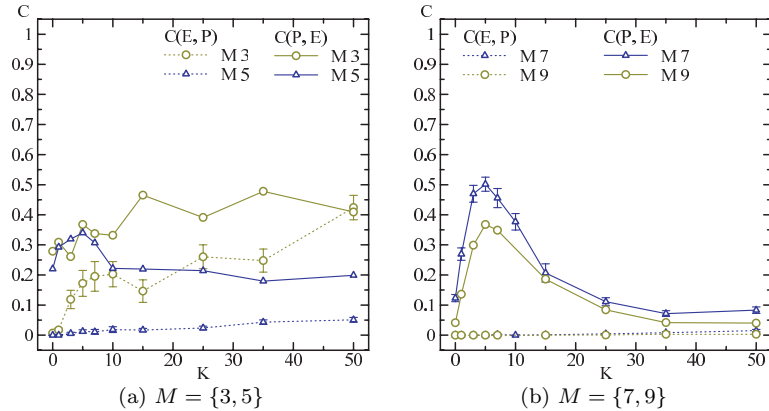 C
C(E, P) C(P, E)
M 3 M 3
M 5 M 5
1
0.9
0.8
0.7
0.6
0.5
0.4
0.3
0.2
0.1
0
0 10 20 30 40 50
K
(a) M = {3, 5}
C
C(E, P) C(P, E)
M 7 M 7
M 9 M 9
1
0.9
0.8
0.7
0.6
0.5
0.4
0.3
0.2
0.1
0
0 10 20 30 40 50
K
(b) M = {7, 9}